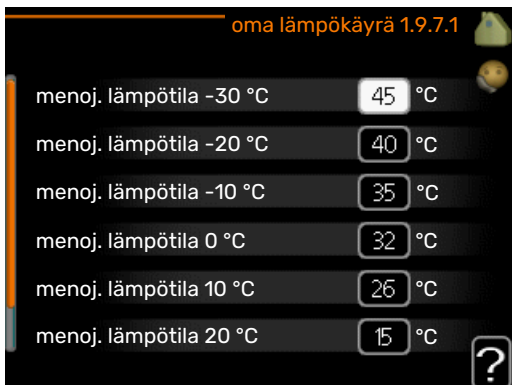 oma lämpökäyrä 1.9.7.1
menoj. lämpötila -30 °C 45 °C
menoj. lämpötila -20 °C 40 °C
menoj. lämpötila -10 °C 35 °C
menoj. lämpötila 0 °C 32 °C
menoj. lämpötila 10 °C 26 °C
menoj. lämpötila 20 °C 15 °C
?